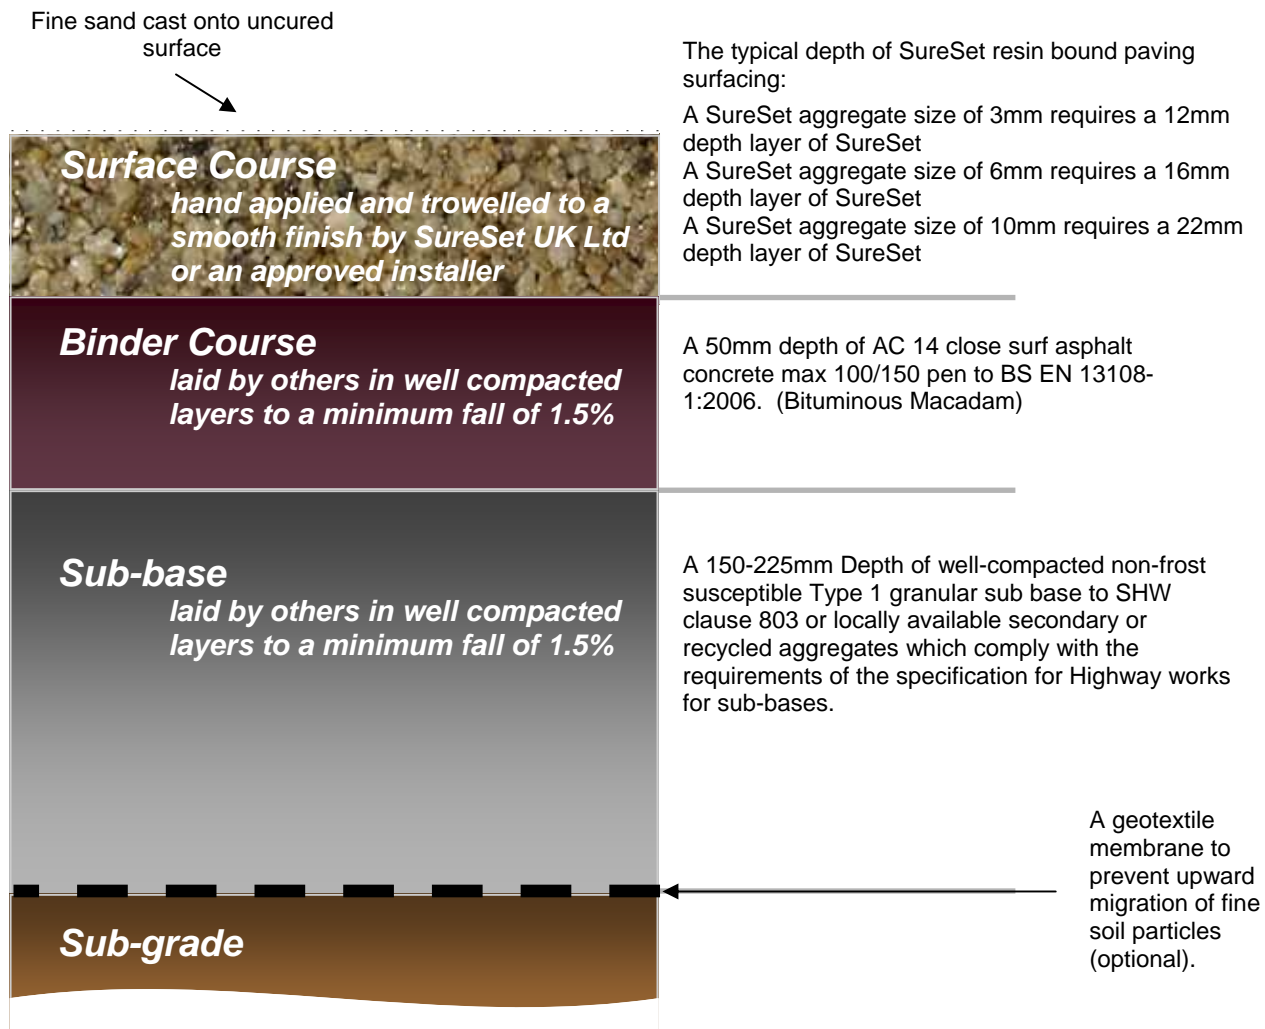 Fine sand cast onto uncured
surface
The typical depth of SureSet resin bound paving
surfacing:
A SureSet aggregate size of 3mm requires a 12mm
depth layer of SureSet
A SureSet aggregate size of 6mm requires a 16mm
depth layer of SureSet
A SureSet aggregate size of 10mm requires a 22mm
depth layer of SureSet
Surface Course
hand applied and trowelled to a
smooth finish by SureSet UK Ltd
or an approved installer
Binder Course
laid by others in well compacted
layers to a minimum fall of 1.5%
A 50mm depth of AC 14 close surf asphalt
concrete max 100/150 pen to BS EN 13108-
1:2006.  (Bituminous Macadam)
Sub-base
laid by others in well compacted
layers to a minimum fall of 1.5%
A 150-225mm Depth of well-compacted non-frost
susceptible Type 1 granular sub base to SHW
clause 803 or locally available secondary or
recycled aggregates which comply with the
requirements of the specification for Highway works
for sub-bases.
A geotextile
membrane to
prevent upward
migration of fine
soil particles
(optional).
Sub-grade